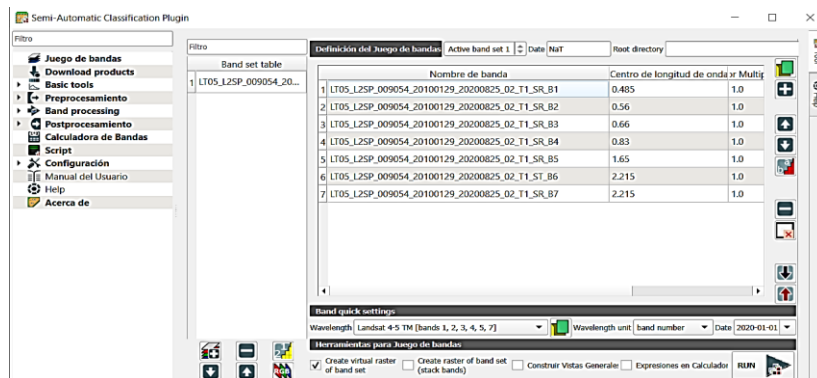 Semi-Automatic Classification Plugin
Filtro
Juego de bandas
Download products
Basic tools
Preprocesamiento
Band processing
Postprocesamiento
Calculadora de Bandas
Script
Configuración
Manual del Usuario
Help
Acerca de
Filtro
Band set table
1 LT05_L2SP_009054_20...
Definición del Juego de bandas Active band set 1 Date NaT Root directory
Nombre de banda Centro de longitud de onda r Multip
1 LT05_L2SP_009054_20100129_20200825_02_T1_SR_B1 0.485 1.0
2 LT05_L2SP_009054_20100129_20200825_02_T1_SR_B2 0.56 1.0
3 LT05_L2SP_009054_20100129_20200825_02_T1_SR_B3 0.66 1.0
4 LT05_L2SP_009054_20100129_20200825_02_T1_SR_B4 0.83 1.0
5 LT05_L2SP_009054_20100129_20200825_02_T1_SR_B5 1.65 1.0
6 LT05_L2SP_009054_20100129_20200825_02_T1_ST_B6 2.215 1.0
7 LT05_L2SP_009054_20100129_20200825_02_T1_SR_B7 2.215 1.0
Band quick settings
Wavelength Landsat 4-5 TM [bands 1, 2, 3, 4, 5, 7] Wavelength unit band number Date 2020-01-01
Herramientas para Juego de bandas
Create virtual raster of band set
Create raster of band set (stack bands)
Construir Vistas Generale
Expresiones en Calculador
RUN
RGB